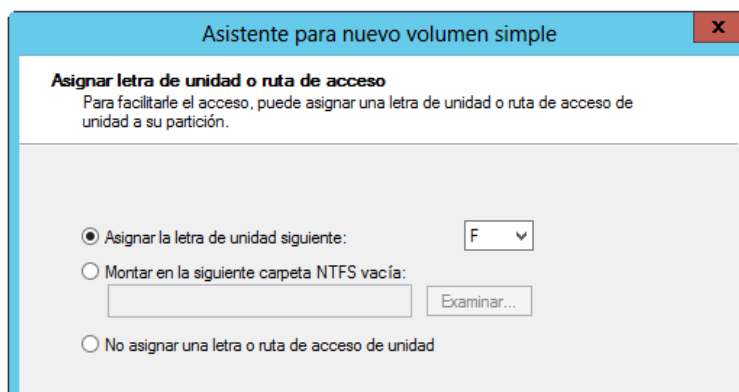 Asistente para nuevo volumen simple
x
Asignar letra de unidad o ruta de acceso
Para facilitarle el acceso, puede asignar una letra de unidad o ruta de acceso de
unidad a su partición.
Asignar la letra de unidad siguiente: F
Montar en la siguiente carpeta NTFS vacía:
Examinar...
No asignar una letra o ruta de acceso de unidad